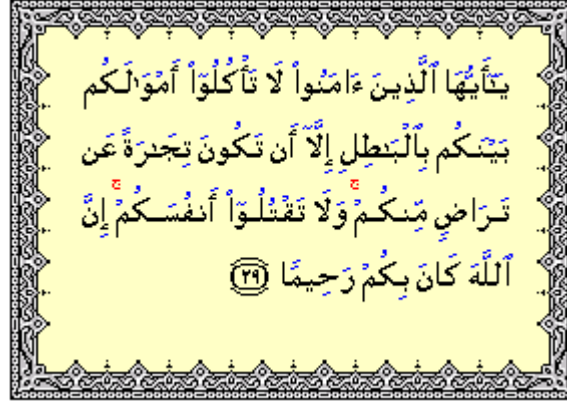 يَـٰٓأَيُّهَا ٱلَّذِينَ ءَامَنُوا۟ لَا تَأْكُلُوٓا۟ أَمْوَٰلَكُم
بَيْنَكُم بِٱلْبَـٰطِلِ إِلَّآ أَن تَكُونَ تِجَـٰرَةً عَن
تَرَاضٍ مِّنكُمْ ۚ وَلَا تَقْتُلُوٓا۟ أَنفُسَكُمْ ۚ إِنَّ
ٱللَّهَ كَانَ بِكُمْ رَحِيمًا ﴿٢٩﴾